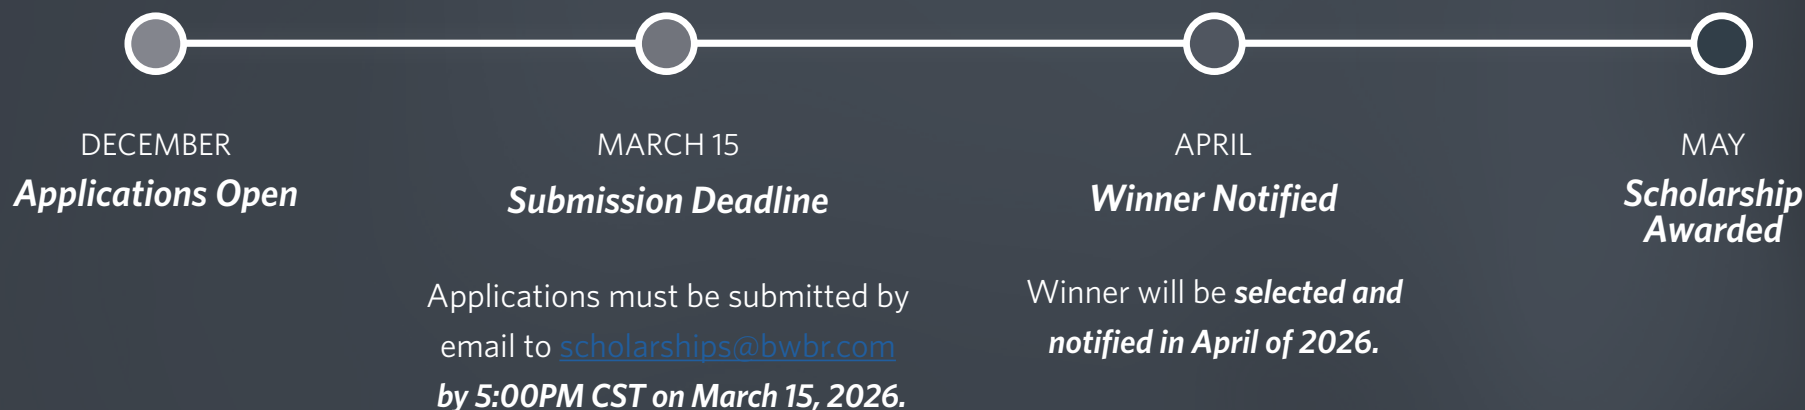 DECEMBER
Applications Open
MARCH 15
Submission Deadline
Applications must be submitted by
email to scholarships@bwbr.com
by 5:00PM CST on March 15, 2026.
APRIL
Winner Notified
Winner will be selected and
notified in April of 2026.
MAY
Scholarship
Awarded